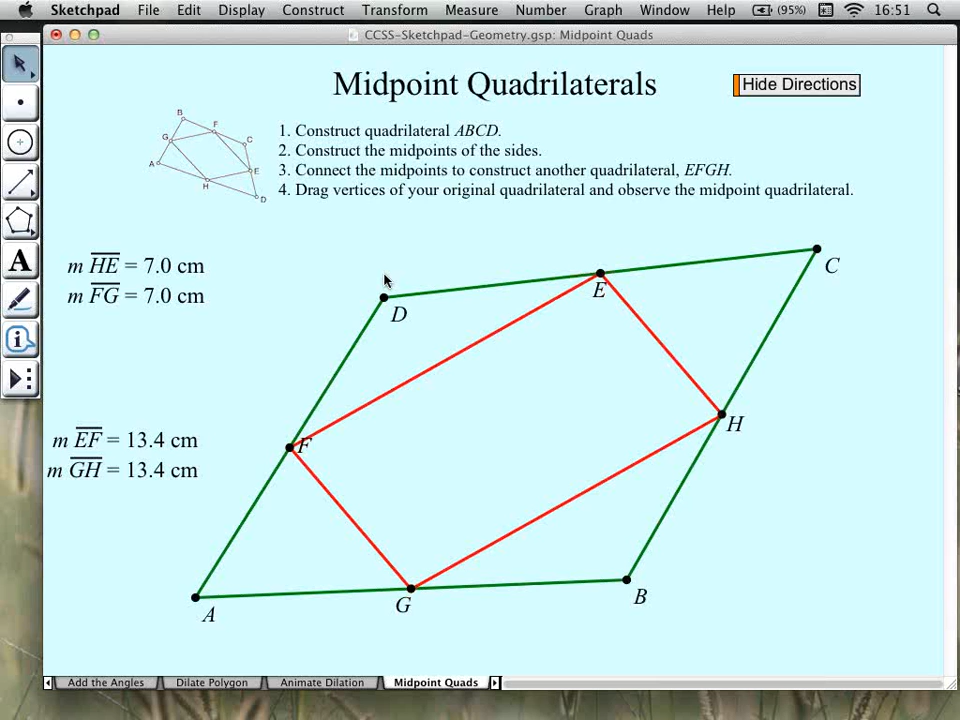 Sketchpad File Edit Display Construct Transform Measure Number Graph Window Help (95%) 16:51
CCSS-Sketchpad-Geometry.gsp: Midpoint Quads
Midpoint Quadrilaterals
Hide Directions
B
F
G
C
A
E
H
D
1. Construct quadrilateral ABCD.
2. Construct the midpoints of the sides.
3. Connect the midpoints to construct another quadrilateral, EFGH.
4. Drag vertices of your original quadrilateral and observe the midpoint quadrilateral.
A
m HE = 7.0 cm
m FG = 7.0 cm
C
E
D
H
F
m EF = 13.4 cm
m GH = 13.4 cm
B
G
A
Add the Angles Dilate Polygon Animate Dilation Midpoint Quads